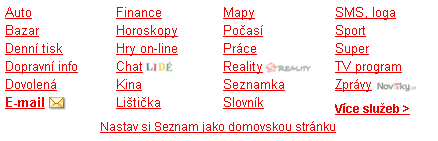 Auto Finance Mapy SMS, loga
Bazar Horoskopy Počasí Sport
Denní tisk Hry on-line Práce Super
Dopravní info Chat LIDÉ Reality REALITY TV program
Dovolená Kina Seznamka Zprávy Novinky.cz
E-mail Lištička Slovník Více služeb >
Nastav si Seznam jako domovskou stránku